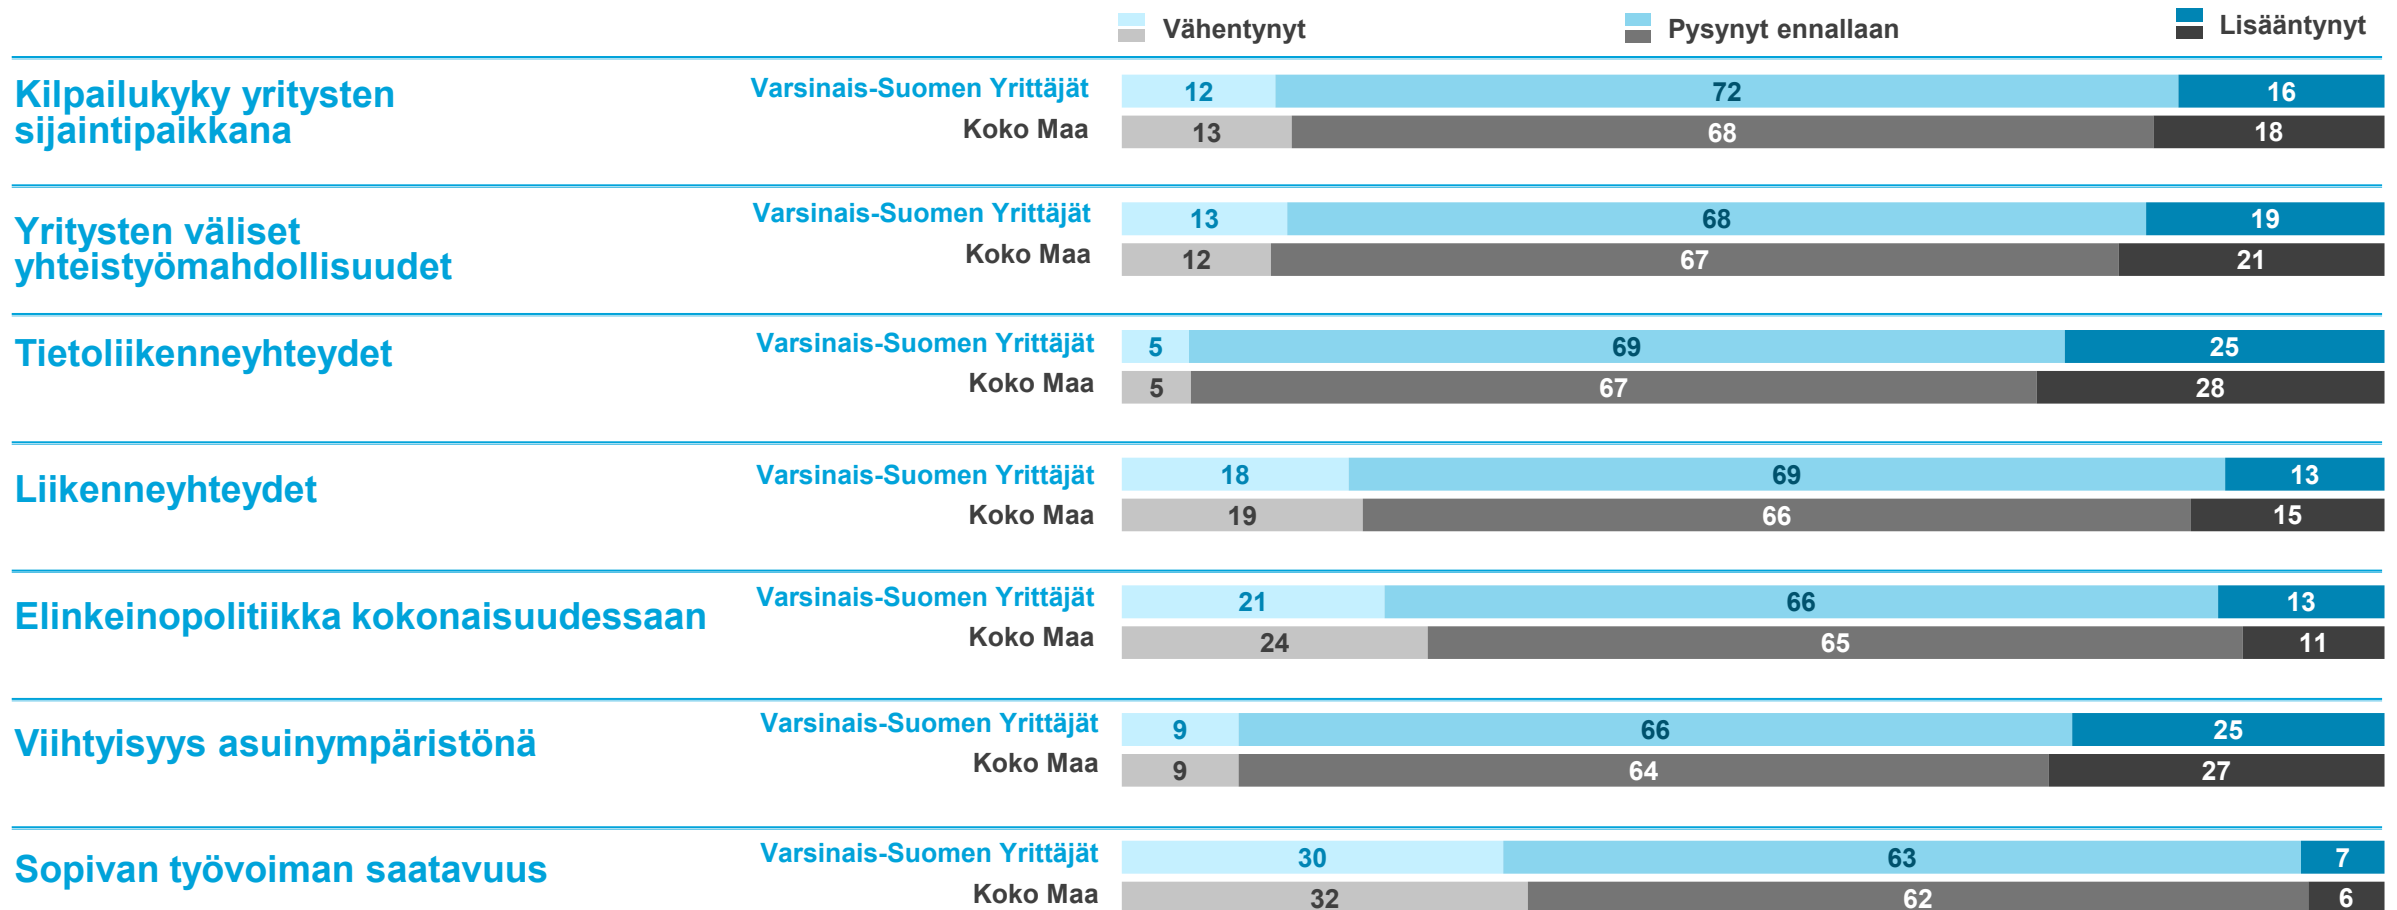 Vähentynyt Pysynyt ennallaan Lisääntynyt
Kilpailukyky yritysten
sijaintipaikkana
Varsinais-Suomen Yrittäjät 12 72 16
Koko Maa 13 68 18
Yritysten väliset
yhteistyömahdollisuudet
Varsinais-Suomen Yrittäjät 13 68 19
Koko Maa 12 67 21
Tietoliikenneyhteydet
Varsinais-Suomen Yrittäjät 5 69 25
Koko Maa 5 67 28
Liikenneyhteydet
Varsinais-Suomen Yrittäjät 18 69 13
Koko Maa 19 66 15
Elinkeinopolitiikka kokonaisuudessaan
Varsinais-Suomen Yrittäjät 21 66 13
Koko Maa 24 65 11
Viihtyisyys asuinympäristönä
Varsinais-Suomen Yrittäjät 9 66 25
Koko Maa 9 64 27
Sopivan työvoiman saatavuus
Varsinais-Suomen Yrittäjät 30 63 7
Koko Maa 32 62 6